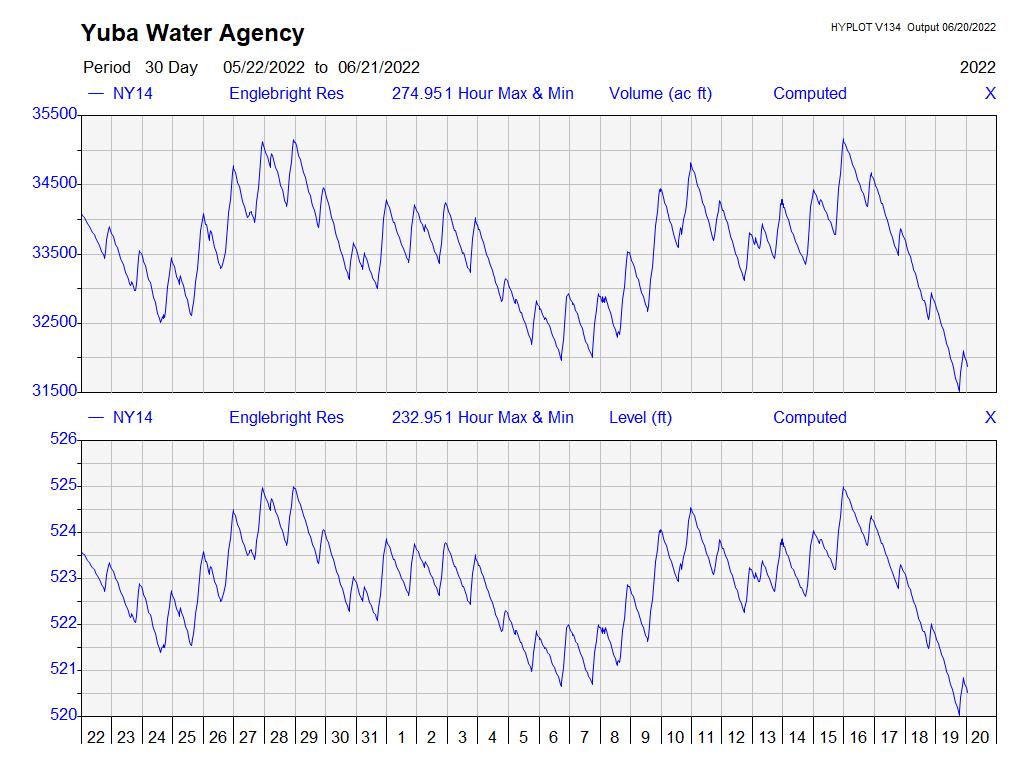 Yuba Water Agency
HYPLOT V134 Output 06/20/2022
Period 30 Day 05/22/2022 to 06/21/2022
2022
NY14 Englebright Res 274.951 Hour Max & Min Volume (ac ft) Computed X
35500
34500
33500
32500
31500
NY14 Englebright Res 232.951 Hour Max & Min Level (ft) Computed X
526
525
524
523
522
521
520
22 23 24 25 26 27 28 29 30 31 1 2 3 4 5 6 7 8 9 10 11 12 13 14 15 16 17 18 19 20